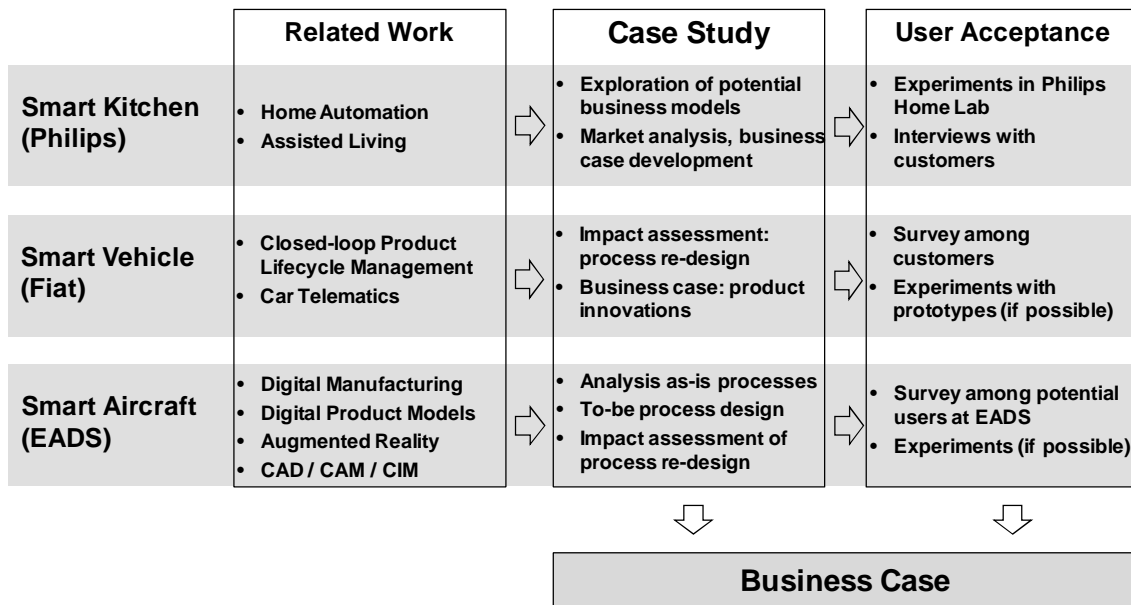 Related Work
Case Study
User Acceptance
Smart Kitchen
(Philips)
• Home Automation
• Assisted Living
• Exploration of potential
business models
• Market analysis, business
case development
• Experiments in Philips
Home Lab
• Interviews with
customers
Smart Vehicle
(Fiat)
• Closed-loop Product
Lifecycle Management
• Car Telematics
• Impact assessment:
process re-design
• Business case: product
innovations
• Survey among
customers
• Experiments with
prototypes (if possible)
Smart Aircraft
(EADS)
• Digital Manufacturing
• Digital Product Models
• Augmented Reality
• CAD / CAM / CIM
• Analysis as-is processes
• To-be process design
• Impact assessment of
process re-design
• Survey among potential
users at EADS
• Experiments (if possible)
Business Case